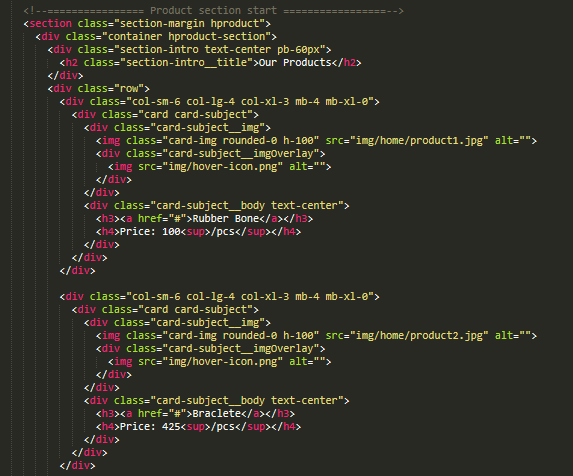 <!--================ Product section start =================-->
<section class="section-margin hproduct">
<div class="container hproduct-section">
<div class="section-intro text-center pb-60px">
<h2 class="section-intro__title">Our Products</h2>
</div>
<div class="row">
<div class="col-sm-6 col-lg-4 col-xl-3 mb-4 mb-xl-0">
<div class="card card-subject">
<div class="card-subject__img">
<img class="card-img rounded-0 h-100" src="img/home/product1.jpg" alt="">
<div class="card-subject__imgOverlay">
<img src="img/hover-icon.png" alt="">
</div>
</div>
<div class="card-subject__body text-center">
<h3><a href="#">Rubber Bone</a></h3>
<h4>Price: 100<sup>/pcs</sup></h4>
</div>
</div>
</div>
<div class="col-sm-6 col-lg-4 col-xl-3 mb-4 mb-xl-0">
<div class="card card-subject">
<div class="card-subject__img">
<img class="card-img rounded-0 h-100" src="img/home/product2.jpg" alt="">
<div class="card-subject__imgOverlay">
<img src="img/hover-icon.png" alt="">
</div>
</div>
<div class="card-subject__body text-center">
<h3><a href="#">Braclete</a></h3>
<h4>Price: 425<sup>/pcs</sup></h4>
</div>
</div>
</div>